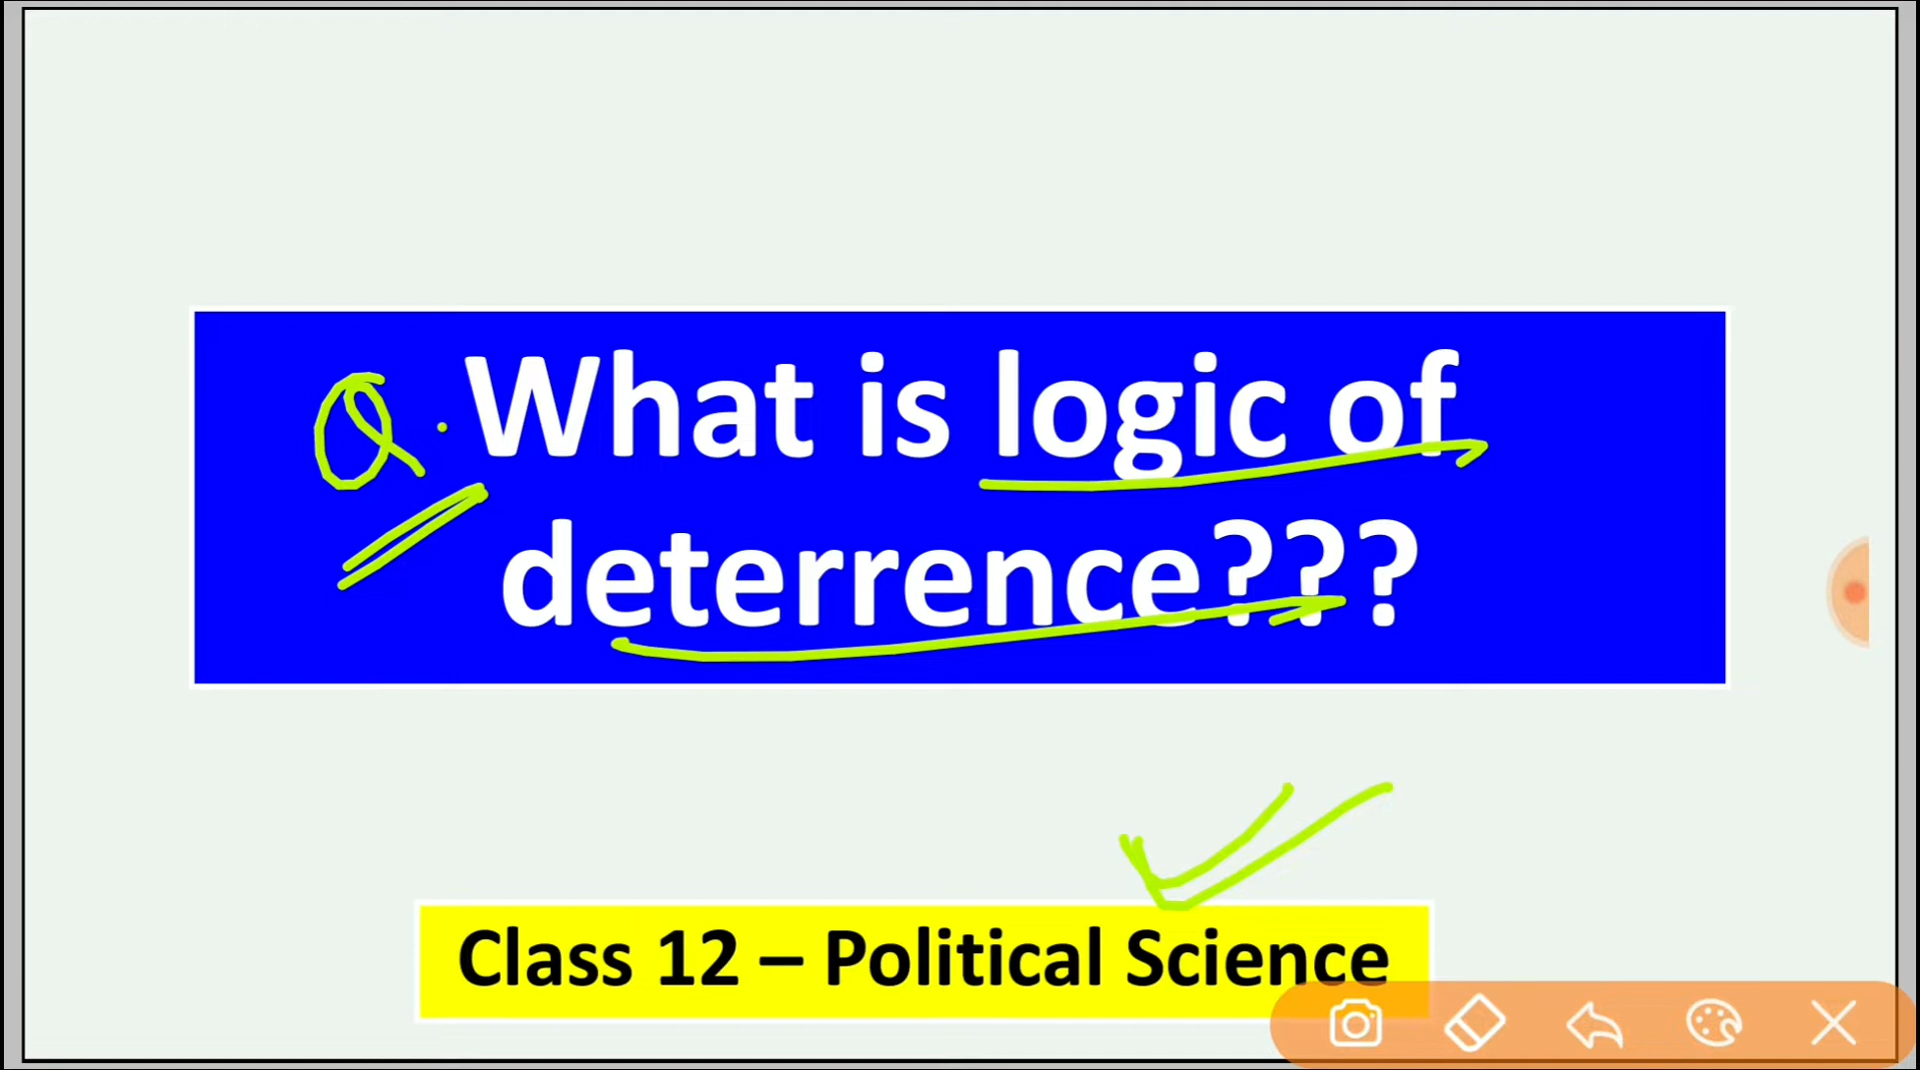 Q. What is logic of
deterrence???
Class 12 – Political Science